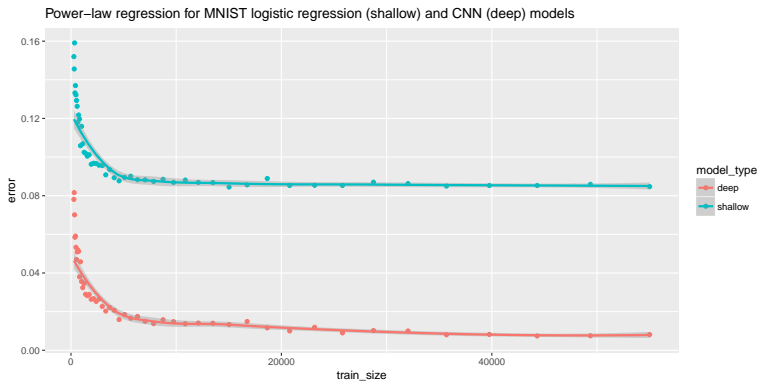 Power−law regression for MNIST logistic regression (shallow) and CNN (deep) models
0.16
0.12
0.08
0.04
0.00
error
0
20000
40000
train_size
model_type
deep
shallow